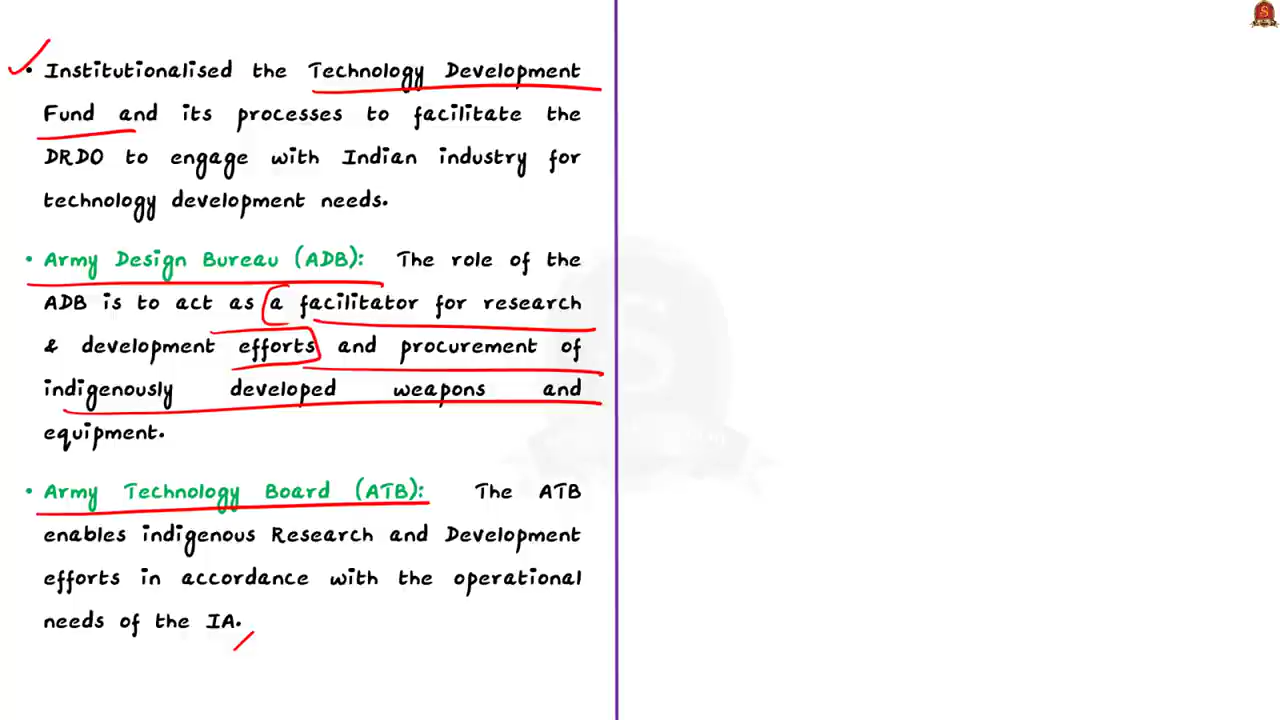 • Institutionalised the Technology Development
Fund and its processes to facilitate the
DRDO to engage with Indian industry for
technology development needs.
• Army Design Bureau (ADB): The role of the
ADB is to act as a facilitator for research
& development efforts and procurement of
indigenously developed weapons and
equipment.
• Army Technology Board (ATB): The ATB
enables indigenous Research and Development
efforts in accordance with the operational
needs of the IA.